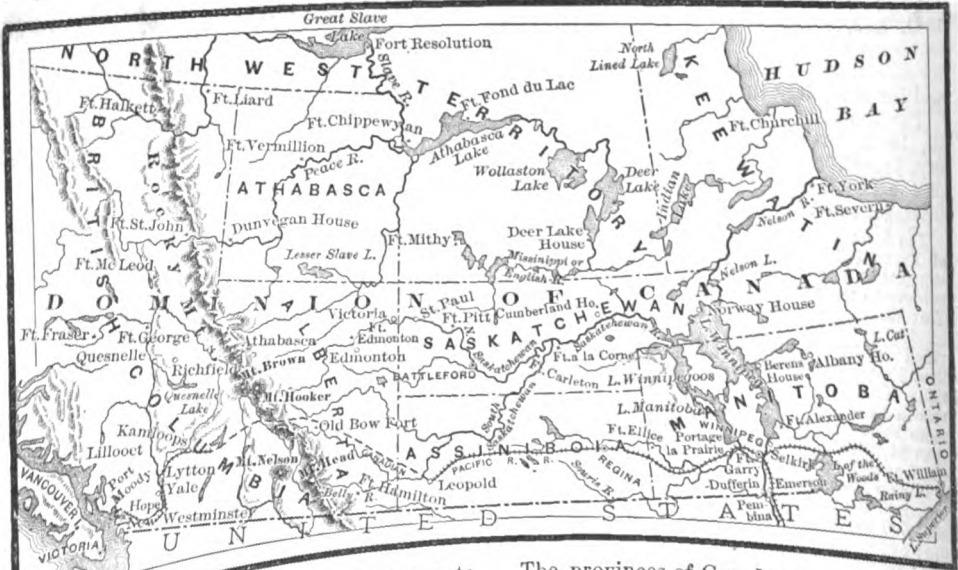 Great Slave
Lake
Fort Resolution
Slave R.
NORTH WEST TERRITORY
North
Lined Lake
KEEWATIN
HUDSON
BAY
Ft. Halkett
Ft. Liard
Ft. Fond du Lac
Ft. Chippewyan
Ft. Churchill
BRITISH COLUMBIA
Rocky Mts.
Ft. Vermillion
Peace R.
Athabasca
Lake
Wollaston
Lake
Deer
Lake
Indian
Lake
ATHABASCA
Ft. York
Nelson R.
Ft. Severn
Ft. St. John
Dunvegan House
Ft. Mithy
Deer Lake
House
Lesser Slave L.
Missinippi or
English R.
Ft. Mc Leod
Nelson L.
DOMINION OF CANADA
ALBERTA
Victoria
St. Paul
Ft. Pitt
Cumberland Ho.
Norway House
SASKATCHEWAN
Saskatchewan
Ft. Fraser
Ft. George
Athabasca
Ft.
Edmonton
Edmonton
N. Saskatchewan
L. Winnipeg
L. Cat
Quesnelle
Mt. Brown
Richfield
BATTLEFORD
Ft. a la Corne
Berens
House
Albany Ho.
Quesnelle
Lake
Mt. Hooker
Ft. Carleton
L. Winnipegoos
MANITOBA
South
Saskatchewan
L. Manitoba
Ft. Alexander
ONTARIO
Kamloops
Old Bow Fort
Lillooet
Ft. Ellice
Portage
la Prairie
WINNIPEG
ASSINIBOIA
Mt. Nelson
Mt. Mead
CANADIAN
PACIFIC R. R.
REGINA
Ft.
Garry
Selkirk
L. of the
Woods
Ft. William
Port
Moody
Lytton
Yale
Ft. Hamilton
Leopold
Souris R.
Dufferin
Emerson
Rainy L.
VANCOUVER I.
Hope
New Westminster
Belly
R.
Pem-
bina
VICTORIA
UNITED STATES
L. Superior
The provinces of